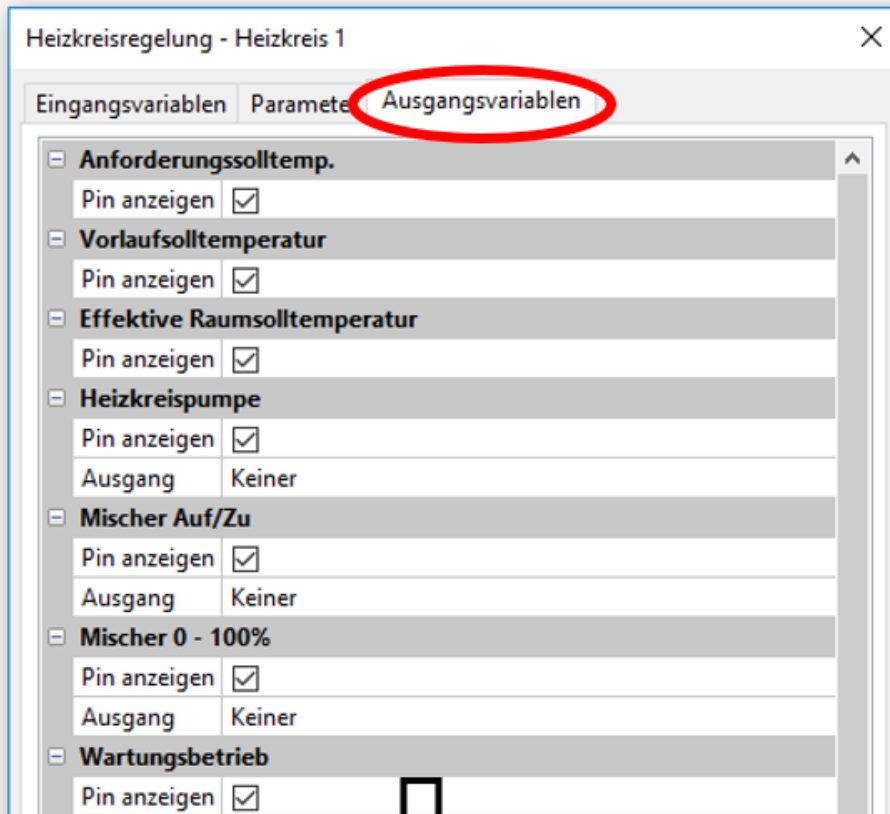 Heizkreisregelung - Heizkreis 1
Eingangsvariablen Paramete Ausgangsvariablen
Anforderungssolltemp.
Pin anzeigen
Vorlaufsolltemperatur
Pin anzeigen
Effektive Raumsolltemperatur
Pin anzeigen
Heizkreispumpe
Pin anzeigen
Ausgang Keiner
Mischer Auf/Zu
Pin anzeigen
Ausgang Keiner
Mischer 0 - 100%
Pin anzeigen
Ausgang Keiner
Wartungsbetrieb
Pin anzeigen